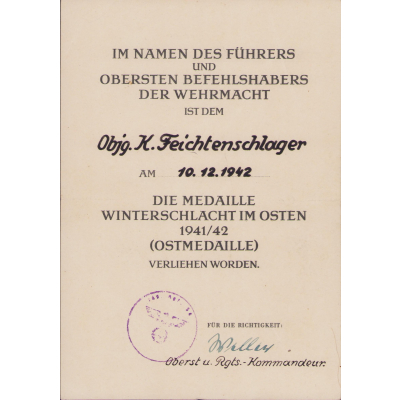 IM NAMEN DES FÜHRERS
UND
OBERSTEN BEFEHLSHABERS
DER WEHRMACHT
IST DEM
Objg. K. Feichtenschlager
AM 10.12.1942
DIE MEDAILLE
WINTERSCHLACHT IM OSTEN
1941/42
(OSTMEDAILLE)
VERLIEHEN WORDEN.
FÜR DIE RICHTIGKEIT:
Oberst u. Rgts.-Kommandeur.